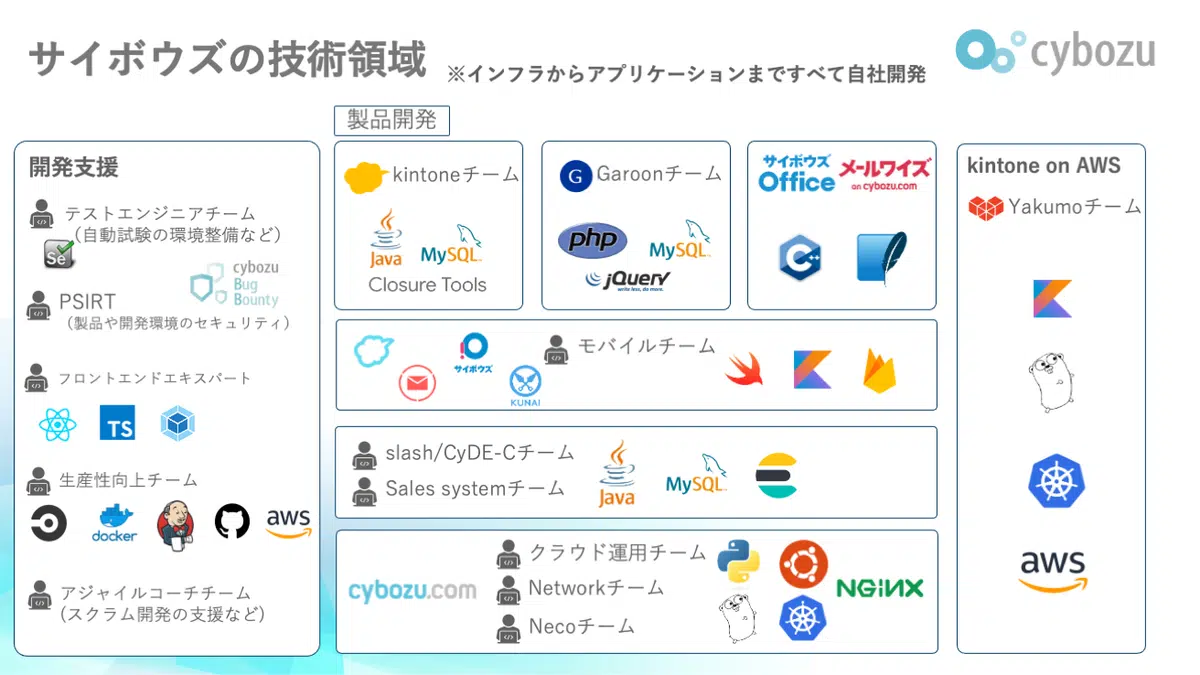 サイボウズの技術領域
※インフラからアプリケーションまですべて自社開発
cybozu
製品開発
開発支援
テストエンジニアチーム
(自動試験の環境整備など)
Se
cybozu
Bug
Bounty
PSIRT
(製品や開発環境のセキュリティ)
フロントエンドエキスパート
TS
生産性向上チーム
docker
aws
アジャイルコーチチーム
(スクラム開発の支援など)
kintoneチーム
Java
MySQL
Closure Tools
G Garoonチーム
php
MySQL
jQuery
write less, do more.
サイボウズ
Office
メールワイズ
on cybozu.com
C++
サイボウズ
KUNAI
モバイルチーム
slash/CyDE-Cチーム
Sales systemチーム
Java
MySQL
cybozu.com
クラウド運用チーム
Networkチーム
Necoチーム
NGINX
kintone on AWS
Yakumoチーム
aws